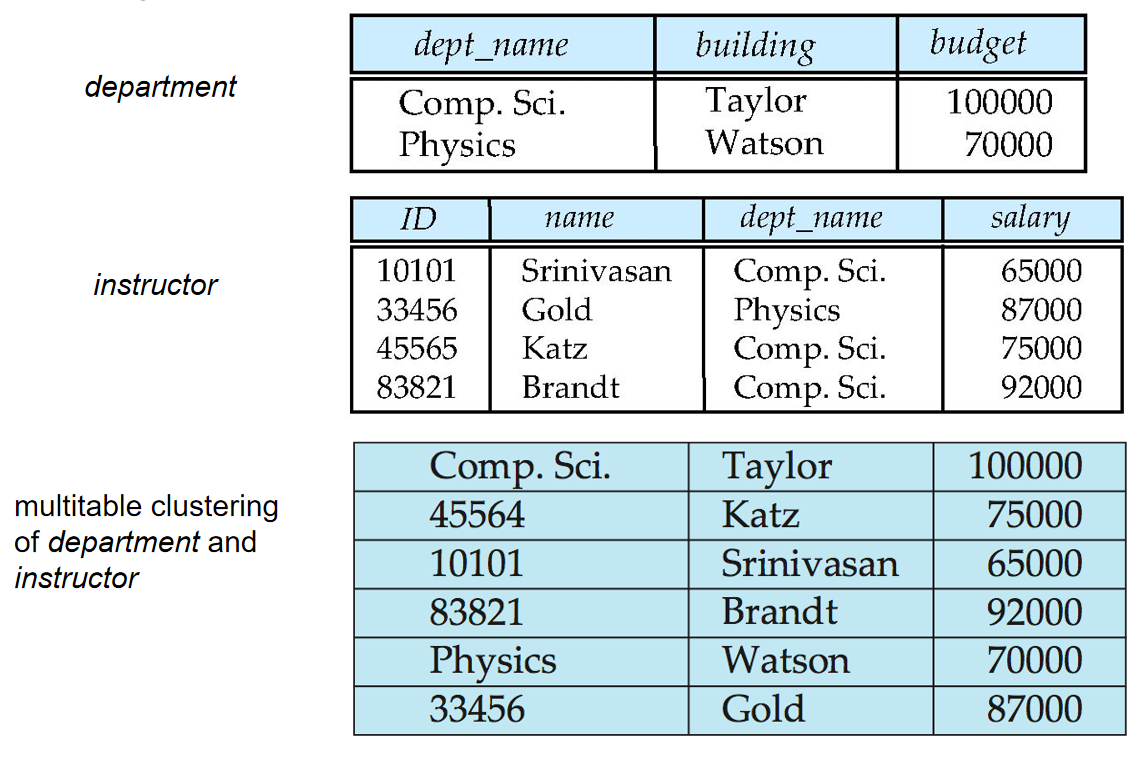 dept_name building budget
department
Comp. Sci. Taylor 100000
Physics Watson 70000
ID name dept_name salary
instructor
10101 Srinivasan Comp. Sci. 65000
33456 Gold Physics 87000
45565 Katz Comp. Sci. 75000
83821 Brandt Comp. Sci. 92000
multitable clustering
of department and
instructor
Comp. Sci. Taylor 100000
45564 Katz 75000
10101 Srinivasan 65000
83821 Brandt 92000
Physics Watson 70000
33456 Gold 87000